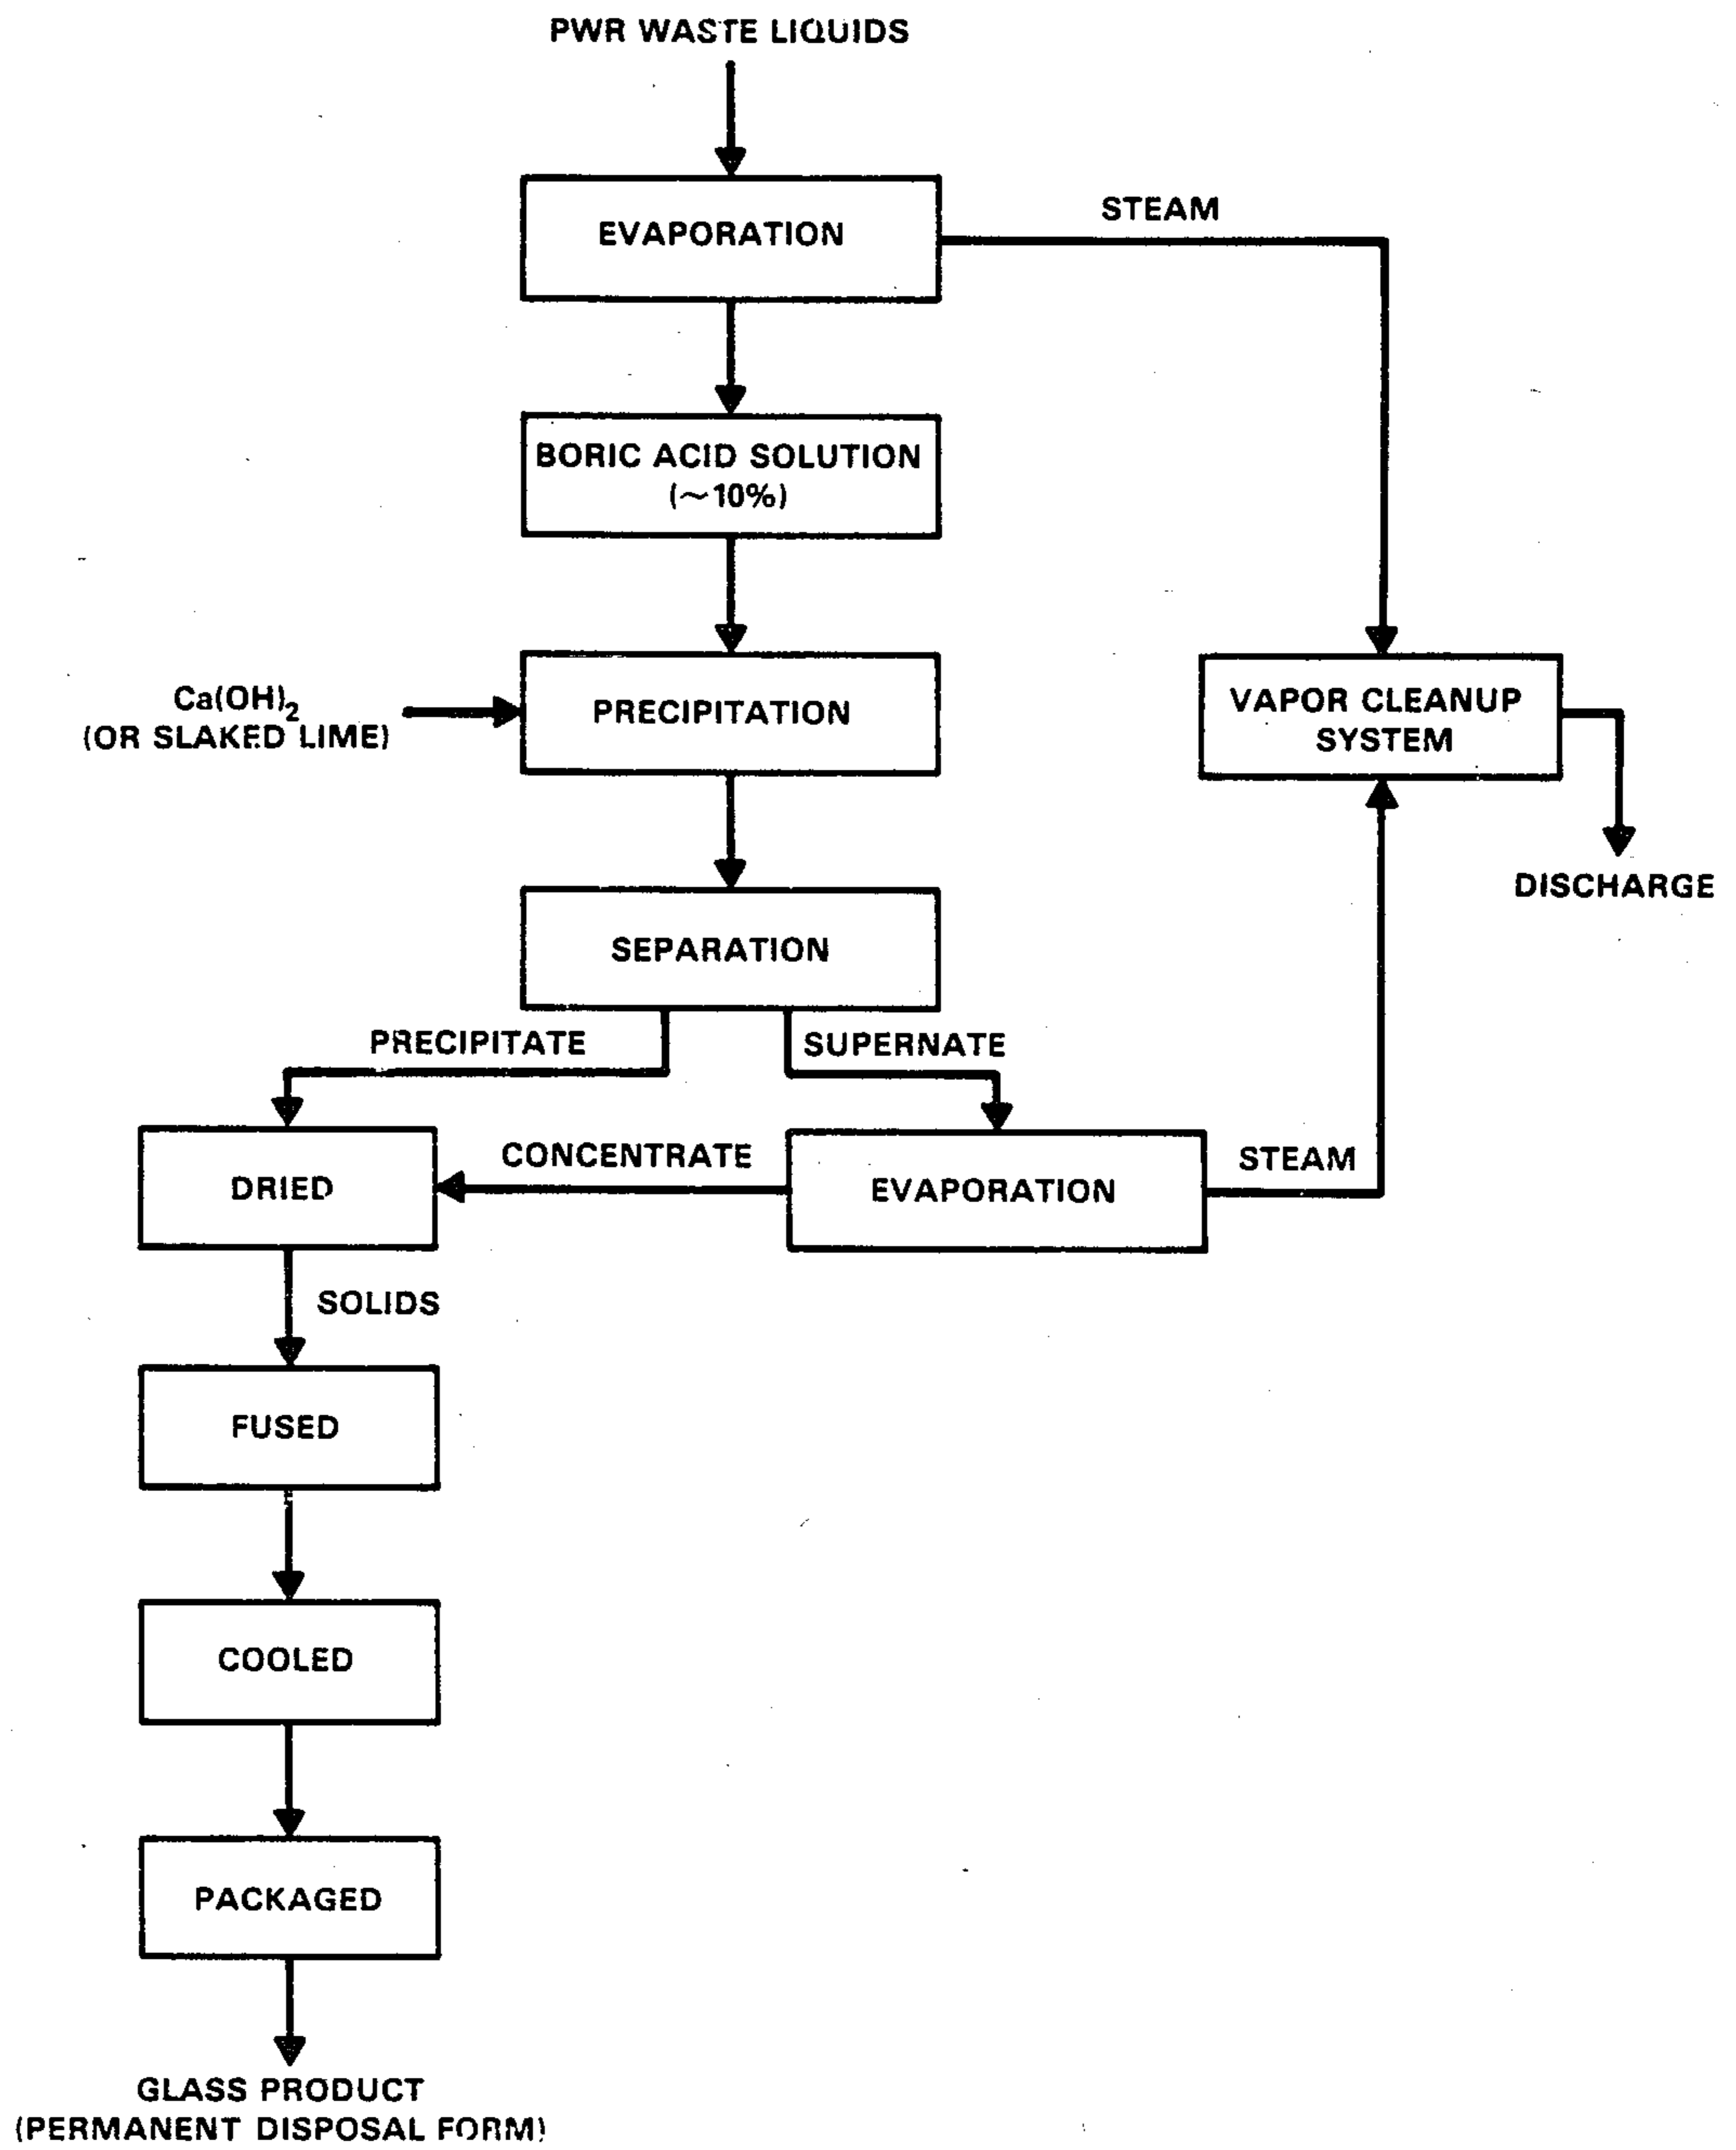 PWR WASTE LIQUIDS
EVAPORATION
STEAM
BORIC ACID SOLUTION
(~10%)
Ca(OH)₂
(OR SLAKED LIME)
PRECIPITATION
VAPOR CLEANUP
SYSTEM
DISCHARGE
SEPARATION
PRECIPITATE
SUPERNATE
DRIED
CONCENTRATE
EVAPORATION
STEAM
SOLIDS
FUSED
COOLED
PACKAGED
GLASS PRODUCT
(PERMANENT DISPOSAL FORM)